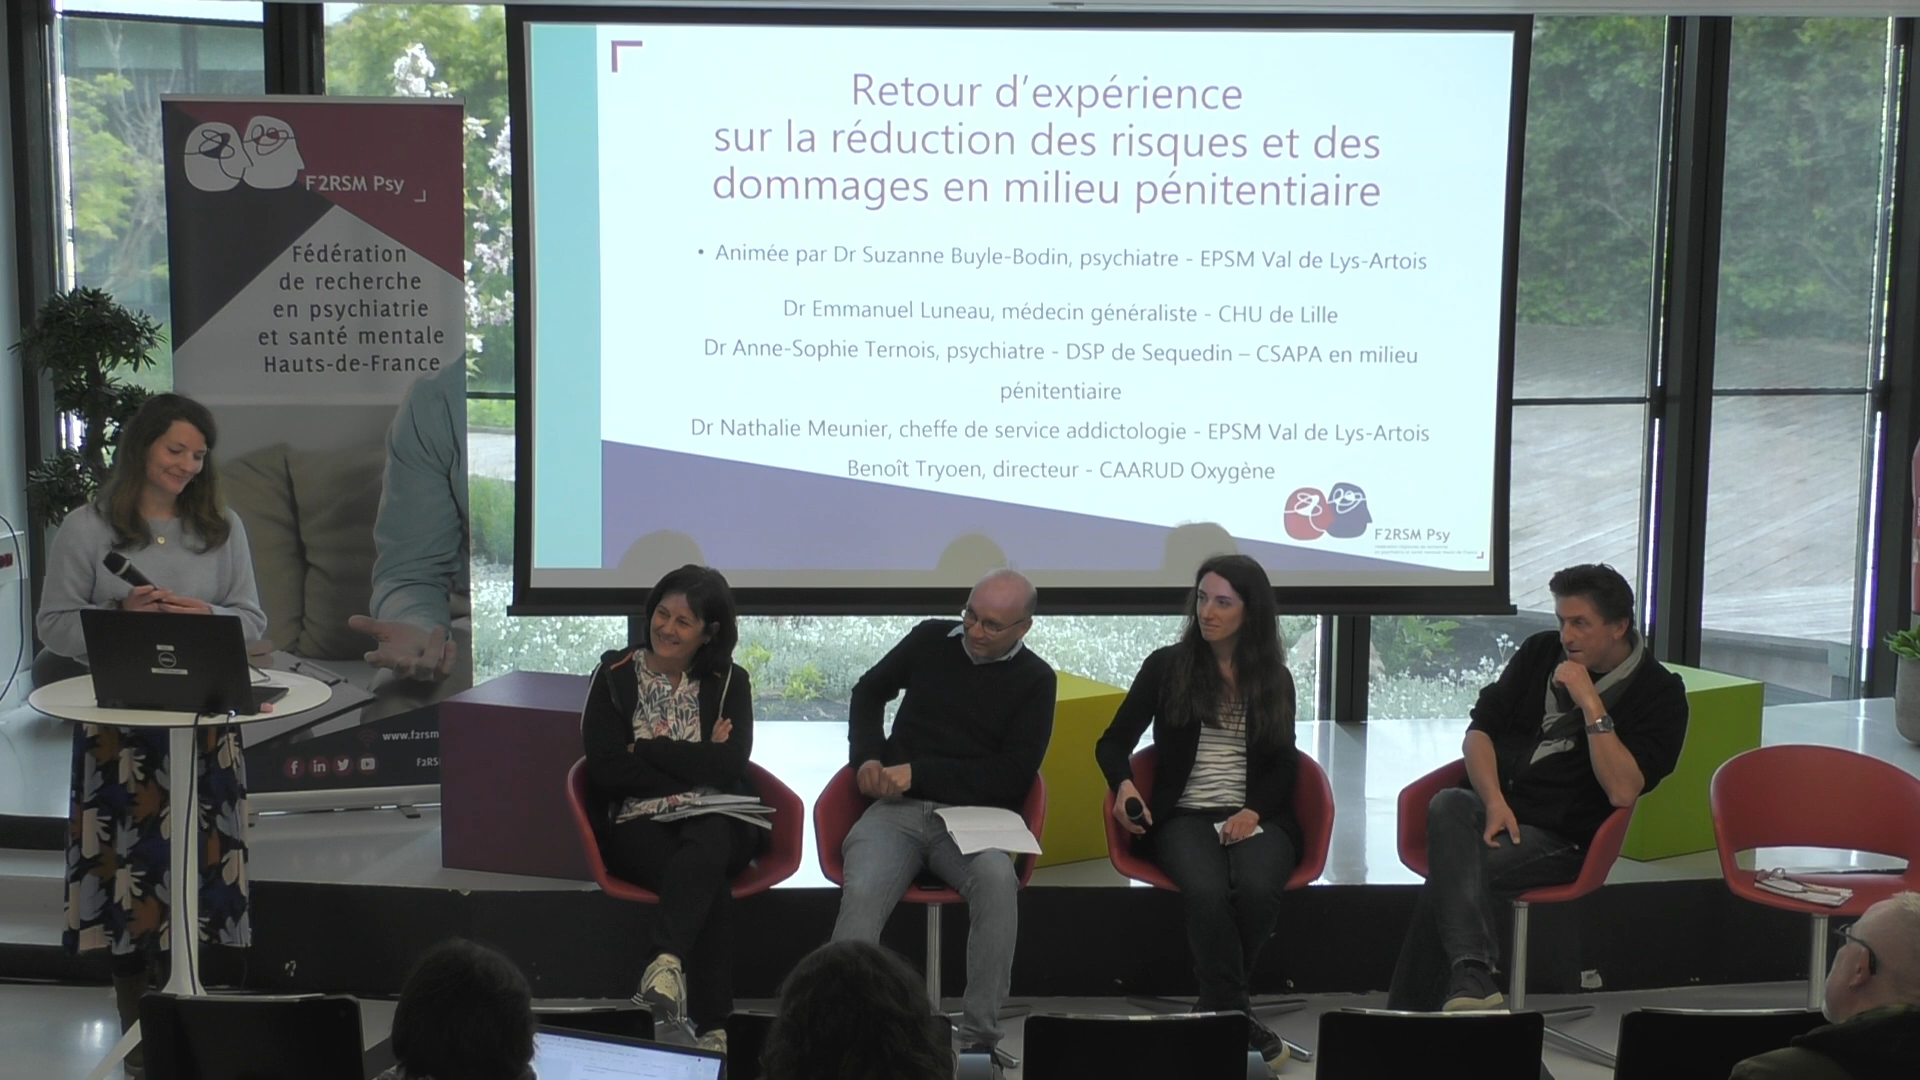 F2RSM Psy
Fédération
de recherche
en psychiatrie
et santé mentale
Hauts-de-France
www.f2rsm
F2RS
Retour d'expérience
sur la réduction des risques et des
dommages en milieu pénitentiaire
• Animée par Dr Suzanne Buyle-Bodin, psychiatre - EPSM Val de Lys-Artois
Dr Emmanuel Luneau, médecin généraliste - CHU de Lille
Dr Anne-Sophie Ternois, psychiatre - DSP de Sequedin – CSAPA en milieu
pénitentiaire
Dr Nathalie Meunier, cheffe de service addictologie - EPSM Val de Lys-Artois
Benoît Tryoen, directeur - CAARUD Oxygène
F2RSM Psy
DELL